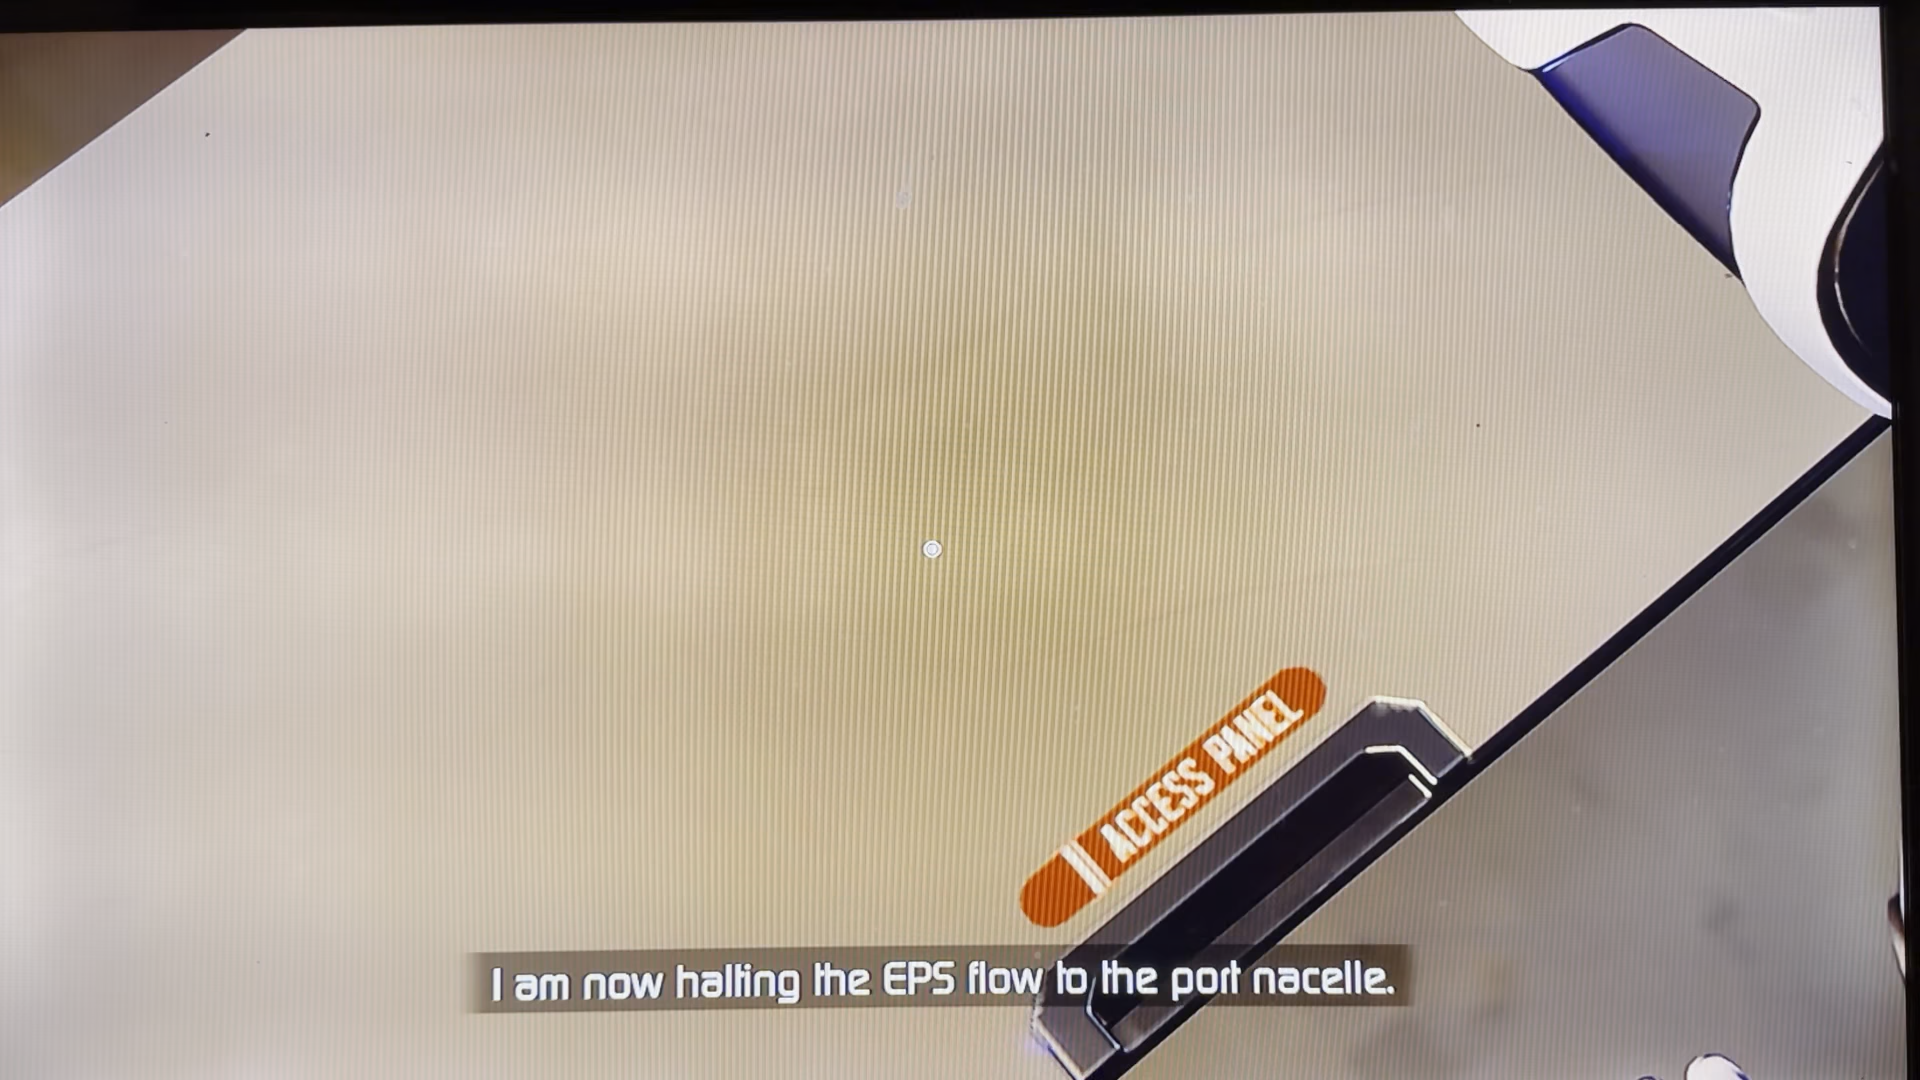 || ACCESS PANEL
I am now halting the EPS flow to the port nacelle.